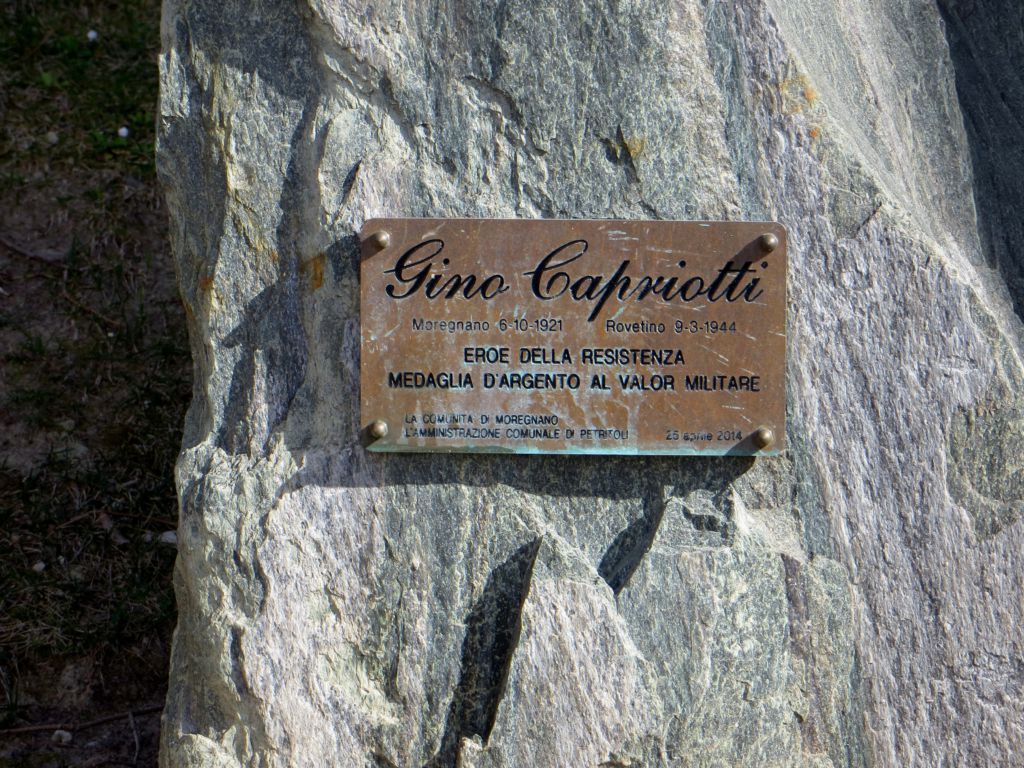 Gino Capriotti
Moregnano 6-10-1921 Rovetino 9-3-1944
EROE DELLA RESISTENZA
MEDAGLIA D'ARGENTO AL VALOR MILITARE
LA COMUNITÀ DI MOREGNANO
L'AMMINISTRAZIONE COMUNALE DI PETRITOLI 25 aprile 2014